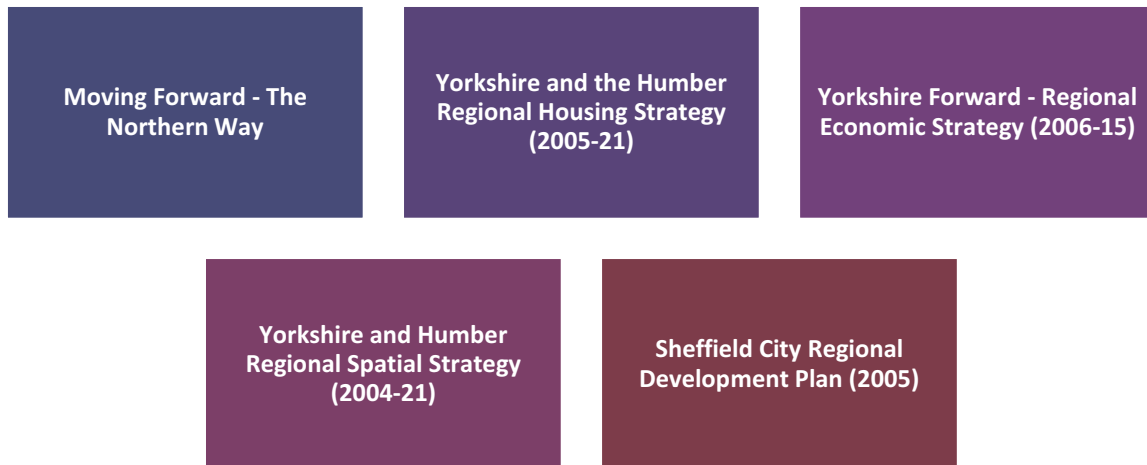 Moving Forward - The
Northern Way
Yorkshire and the Humber
Regional Housing Strategy
(2005-21)
Yorkshire Forward - Regional
Economic Strategy (2006-15)
Yorkshire and Humber
Regional Spatial Strategy
(2004-21)
Sheffield City Regional
Development Plan (2005)